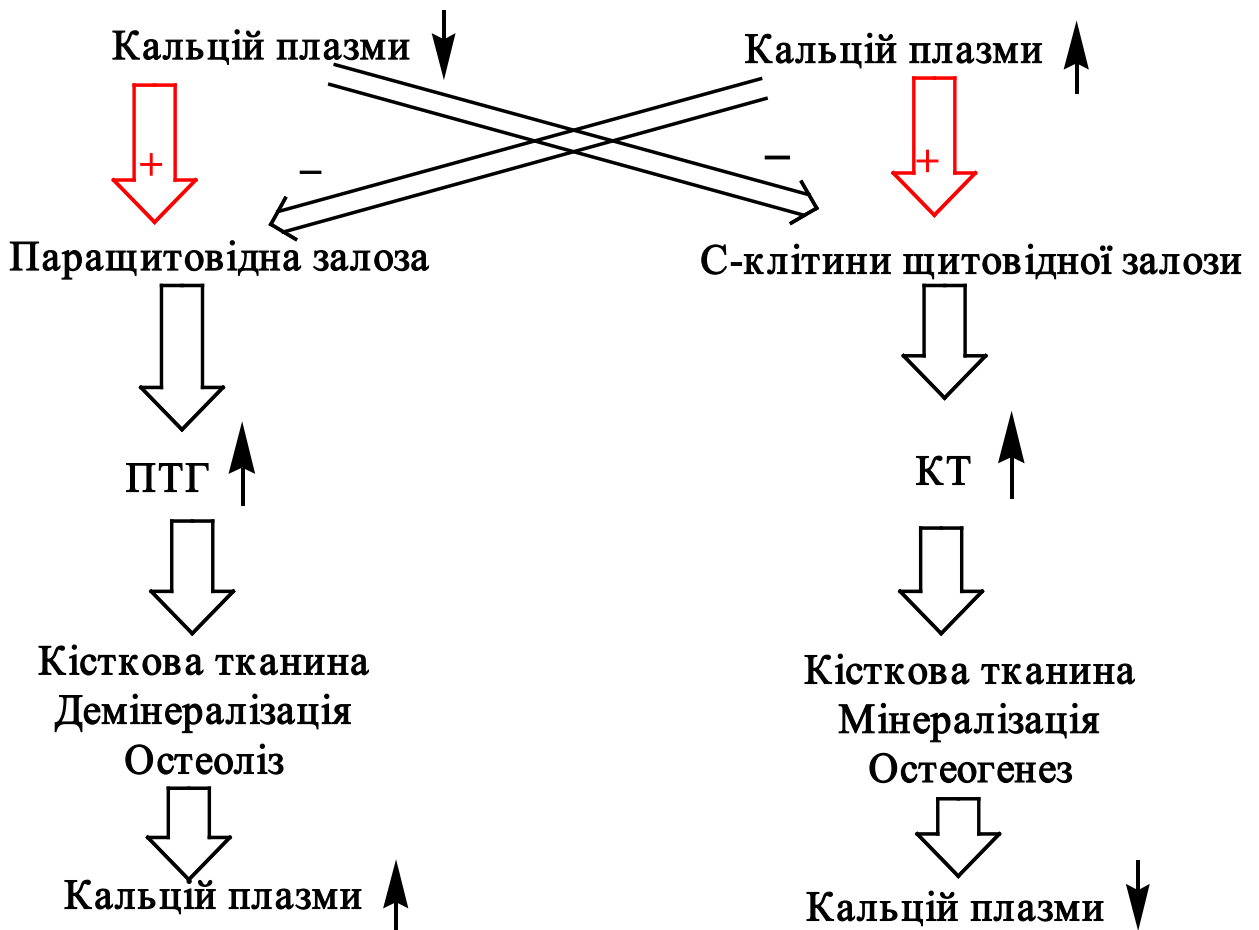 Кальцій плазми
Кальцій плазми
+
+
–
–
Паращитовідна залоза
С-клітини щитовідної залози
ПТГ
КТ
Кісткова тканина
Демінералізація
Остеоліз
Кісткова тканина
Мінералізація
Остеогенез
Кальцій плазми
Кальцій плазми